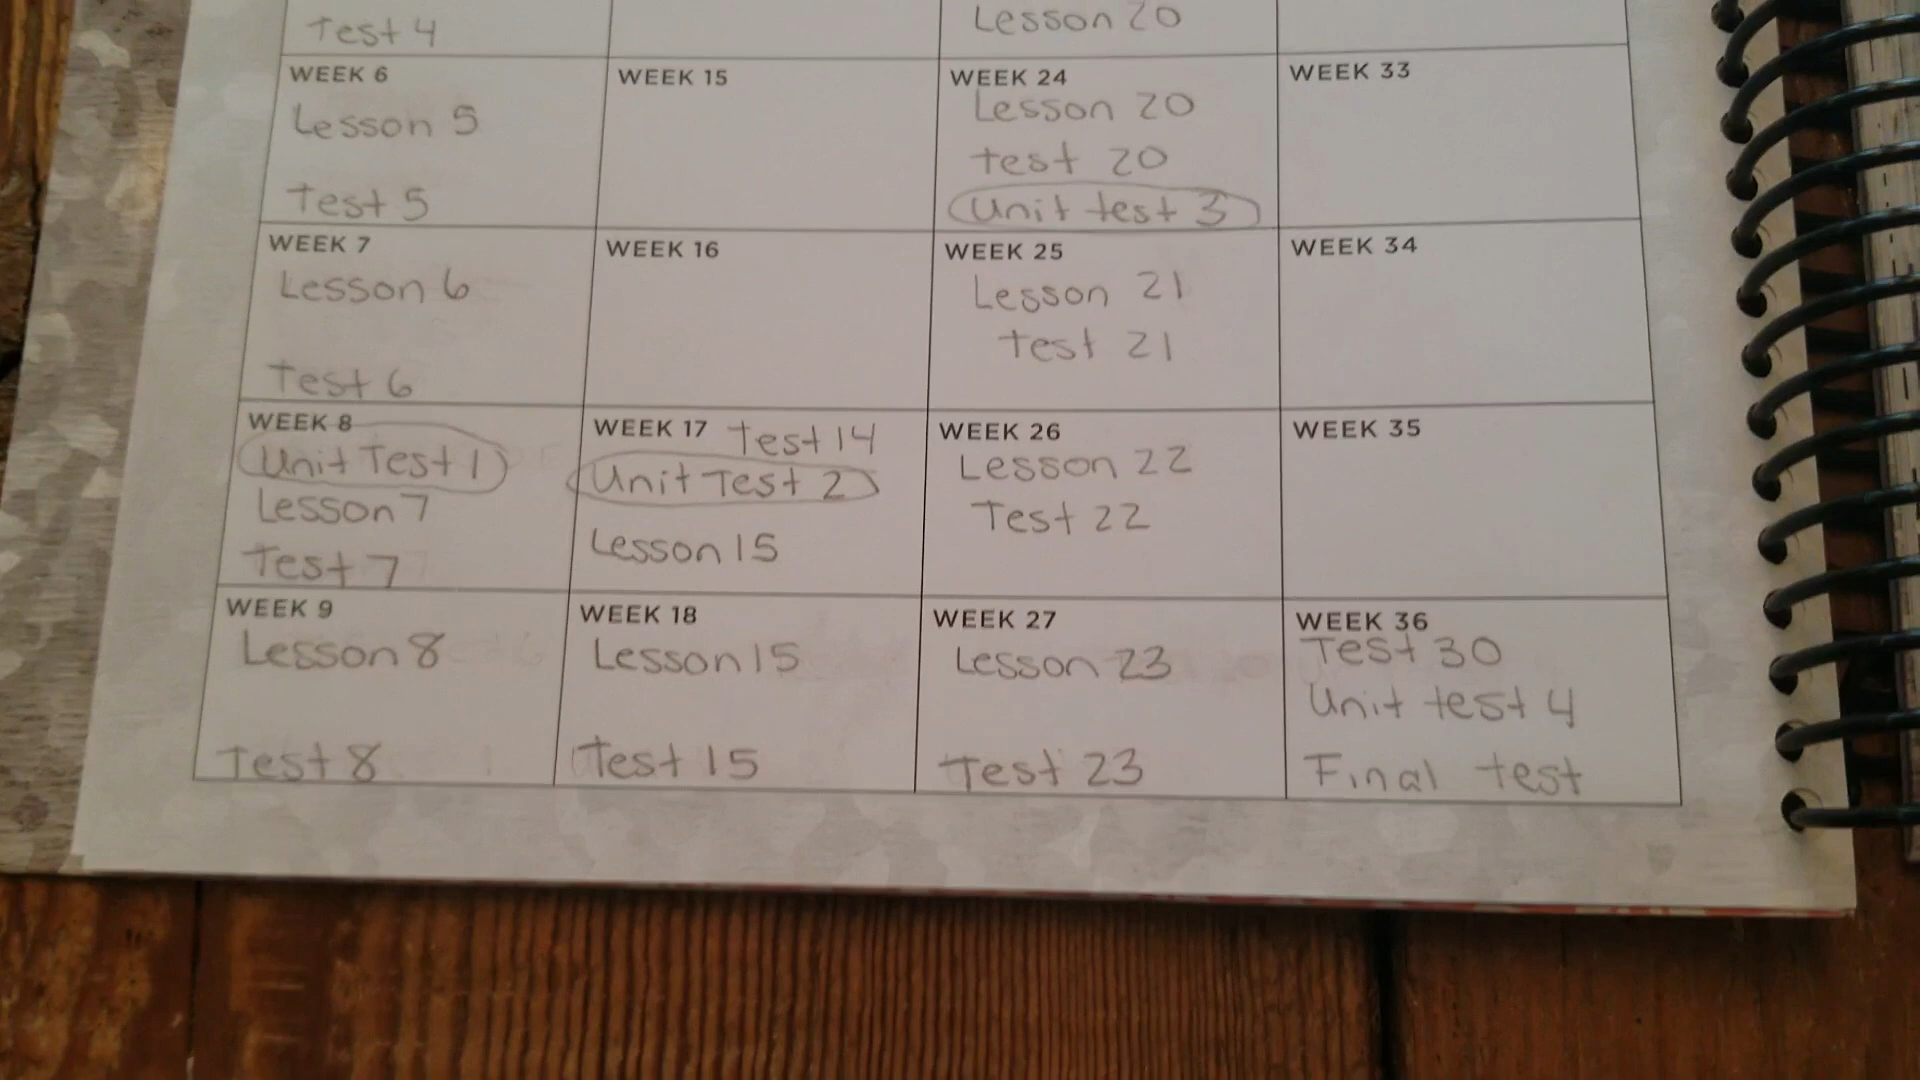 Test 4
WEEK 6
Lesson 5
Test 5
WEEK 7
Lesson 6
Test 6
WEEK 8
Unit Test 1
Lesson 7
Test 7
WEEK 9
Lesson 8
Test 8
WEEK 15
WEEK 16
WEEK 17 Test 14
Unit Test 2
Lesson 15
WEEK 18
Lesson 15
Test 15
Lesson 20
WEEK 24
Lesson 20
test 20
Unit test 3
WEEK 25
Lesson 21
test 21
WEEK 26
Lesson 22
Test 22
WEEK 27
Lesson 23
Test 23
WEEK 33
WEEK 34
WEEK 35
WEEK 36
Test 30
Unit test 4
Final test